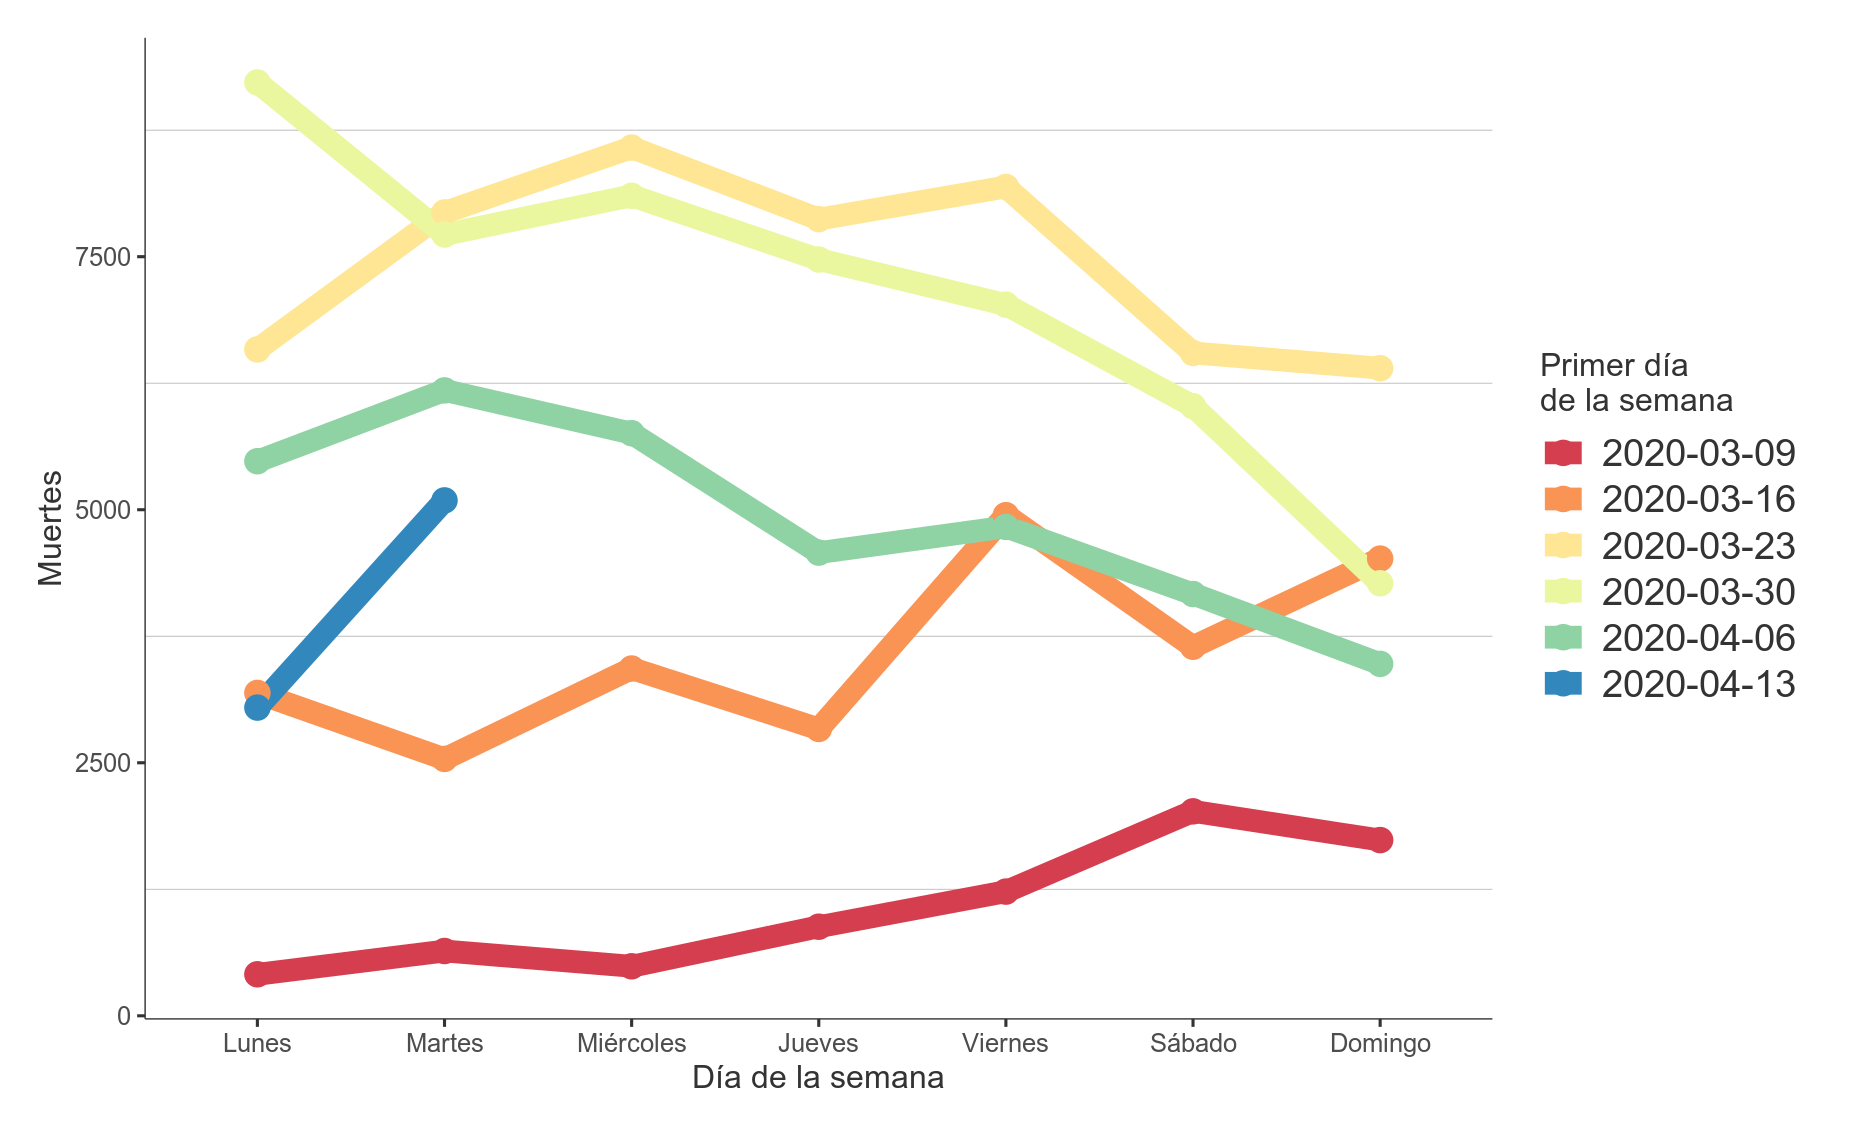 Muertes
7500
5000
2500
0
Lunes Martes Miércoles Jueves Viernes Sábado Domingo
Día de la semana
Primer día
de la semana
2020-03-09
2020-03-16
2020-03-23
2020-03-30
2020-04-06
2020-04-13